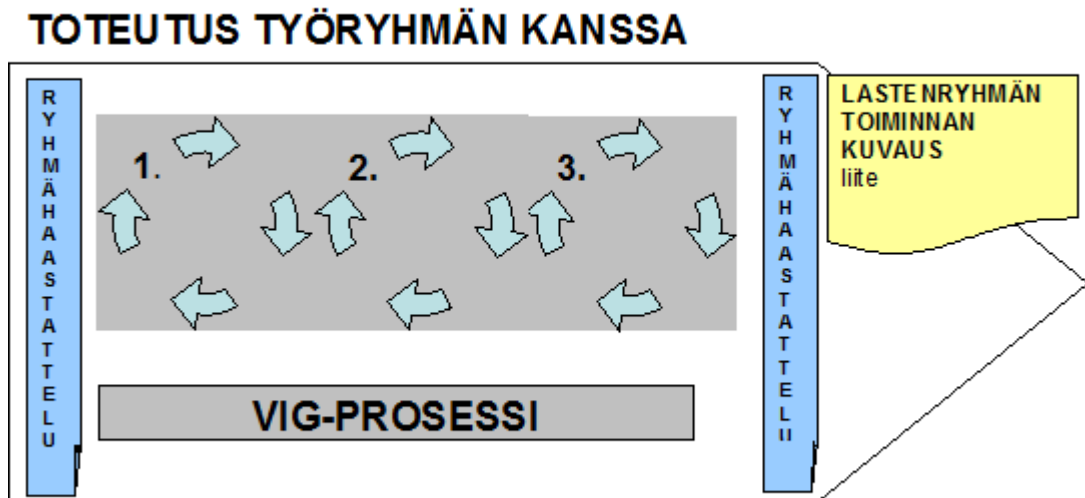 TOTEUTUS TYÖRYHMÄN KANSSA
RYHMÄHAASTATTELU
1.
2.
3.
VIG-PROSESSI
RYHMÄHAASTATTELU
LASTENRYHMÄN
TOIMINNAN
KUVAUS
liite